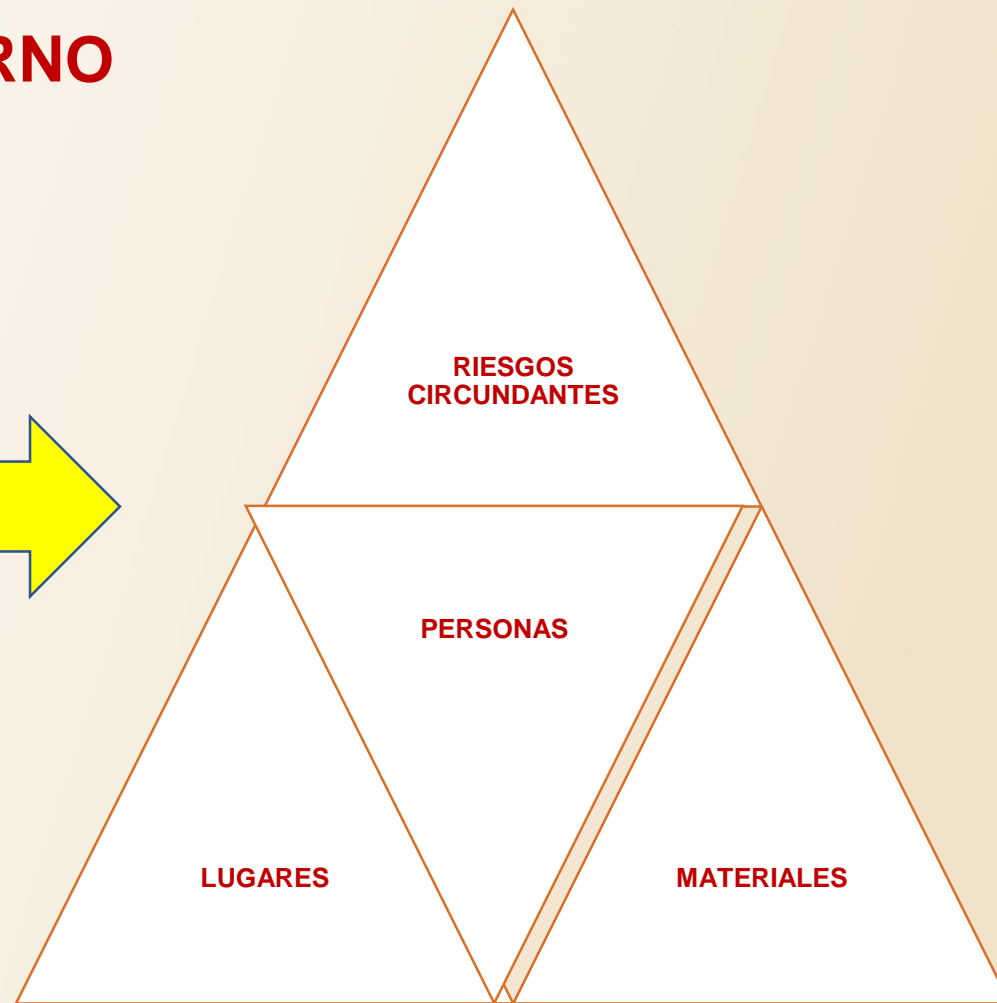 RNO
RIESGOS
CIRCUNDANTES
PERSONAS
LUGARES
MATERIALES